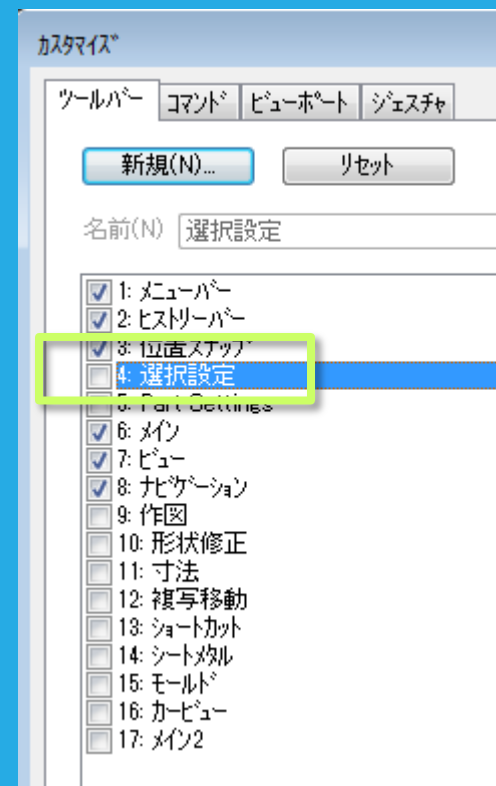 ｶｽﾀﾏｲｽﾞ
ﾂｰﾙﾊﾞｰ ｺﾏﾝﾄﾞ ﾋﾞｭｰﾎﾟｰﾄ ｼﾞｪｽﾁｬ
新規(N)... ﾘｾｯﾄ
名前(N) 選択設定
1: ﾒﾆｭｰﾊﾞｰ
2: ﾋｽﾄﾘｰﾊﾞｰ
3: 位置ｽﾅｯﾌﾟ
4: 選択設定
5: Part Settings
6: ﾒｲﾝ
7: ﾋﾞｭｰ
8: ﾅﾋﾞｹﾞｰｼｮﾝ
9: 作図
10: 形状修正
11: 寸法
12: 複写移動
13: ｼｮｰﾄｶｯﾄ
14: ｼｰﾄﾒﾀﾙ
15: ﾓｰﾙﾄﾞ
16: ｶｰﾋﾞｭｰ
17: ﾒｲﾝ2